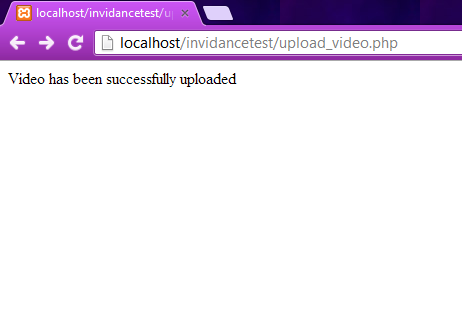 localhost/invidancetest/up
localhost/invidancetest/upload_video.php
Video has been successfully uploaded